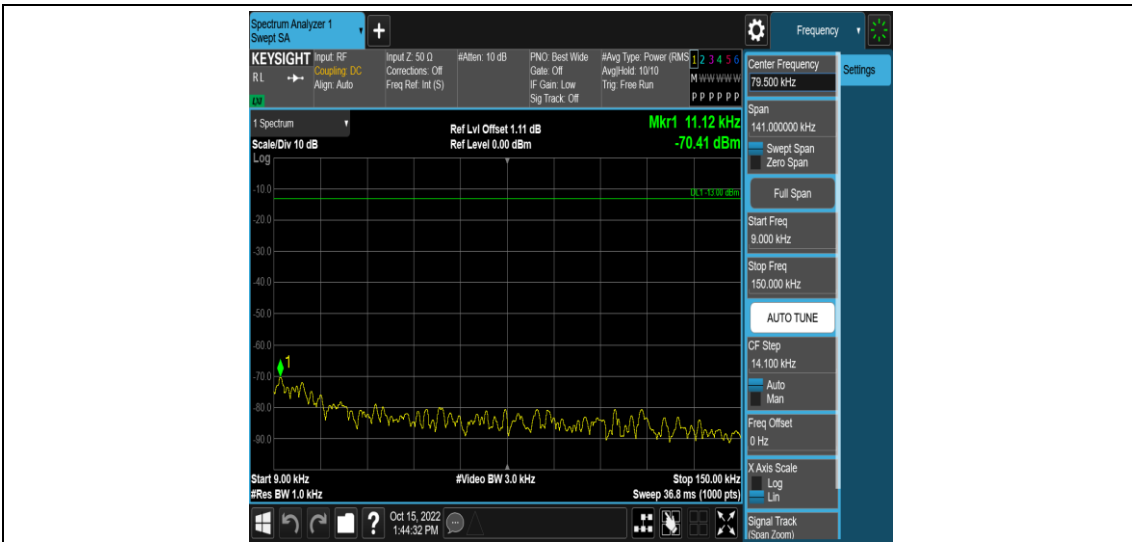 Spectrum Analyzer 1
Swept SA
+
Frequency
KEYSIGHT
Input: RF
Coupling: DC
Align: Auto
Input Z: 50 Ω
Corrections: Off
Freq Ref: Int (S)
#Atten: 10 dB
PNO: Best Wide
Gate: Off
IF Gain: Low
Sig Track: Off
#Avg Type: Power (RMS
Avg|Hold: 10/10
Trig: Free Run
1 2 3 4 5 6
M W W W W W
P P P P P P
R L
LXI
1 Spectrum
Scale/Div 10 dB
Log
Ref Lvl Offset 1.11 dB
Ref Level 0.00 dBm
Mkr1 11.12 kHz
-70.41 dBm
DL1 -13.00 dBm
-10.0
-20.0
-30.0
-40.0
-50.0
-60.0
1
-70.0
-80.0
-90.0
Start 9.00 kHz
#Res BW 1.0 kHz
#Video BW 3.0 kHz
Stop 150.00 kHz
Sweep 36.8 ms (1000 pts)
?
Oct 15, 2022
1:44:32 PM
Center Frequency
79.500 kHz
Settings
Span
141.000000 kHz
Swept Span
Zero Span
Full Span
Start Freq
9.000 kHz
Stop Freq
150.000 kHz
AUTO TUNE
CF Step
14.100 kHz
Auto
Man
Freq Offset
0 Hz
X Axis Scale
Log
Lin
Signal Track
(Span Zoom)